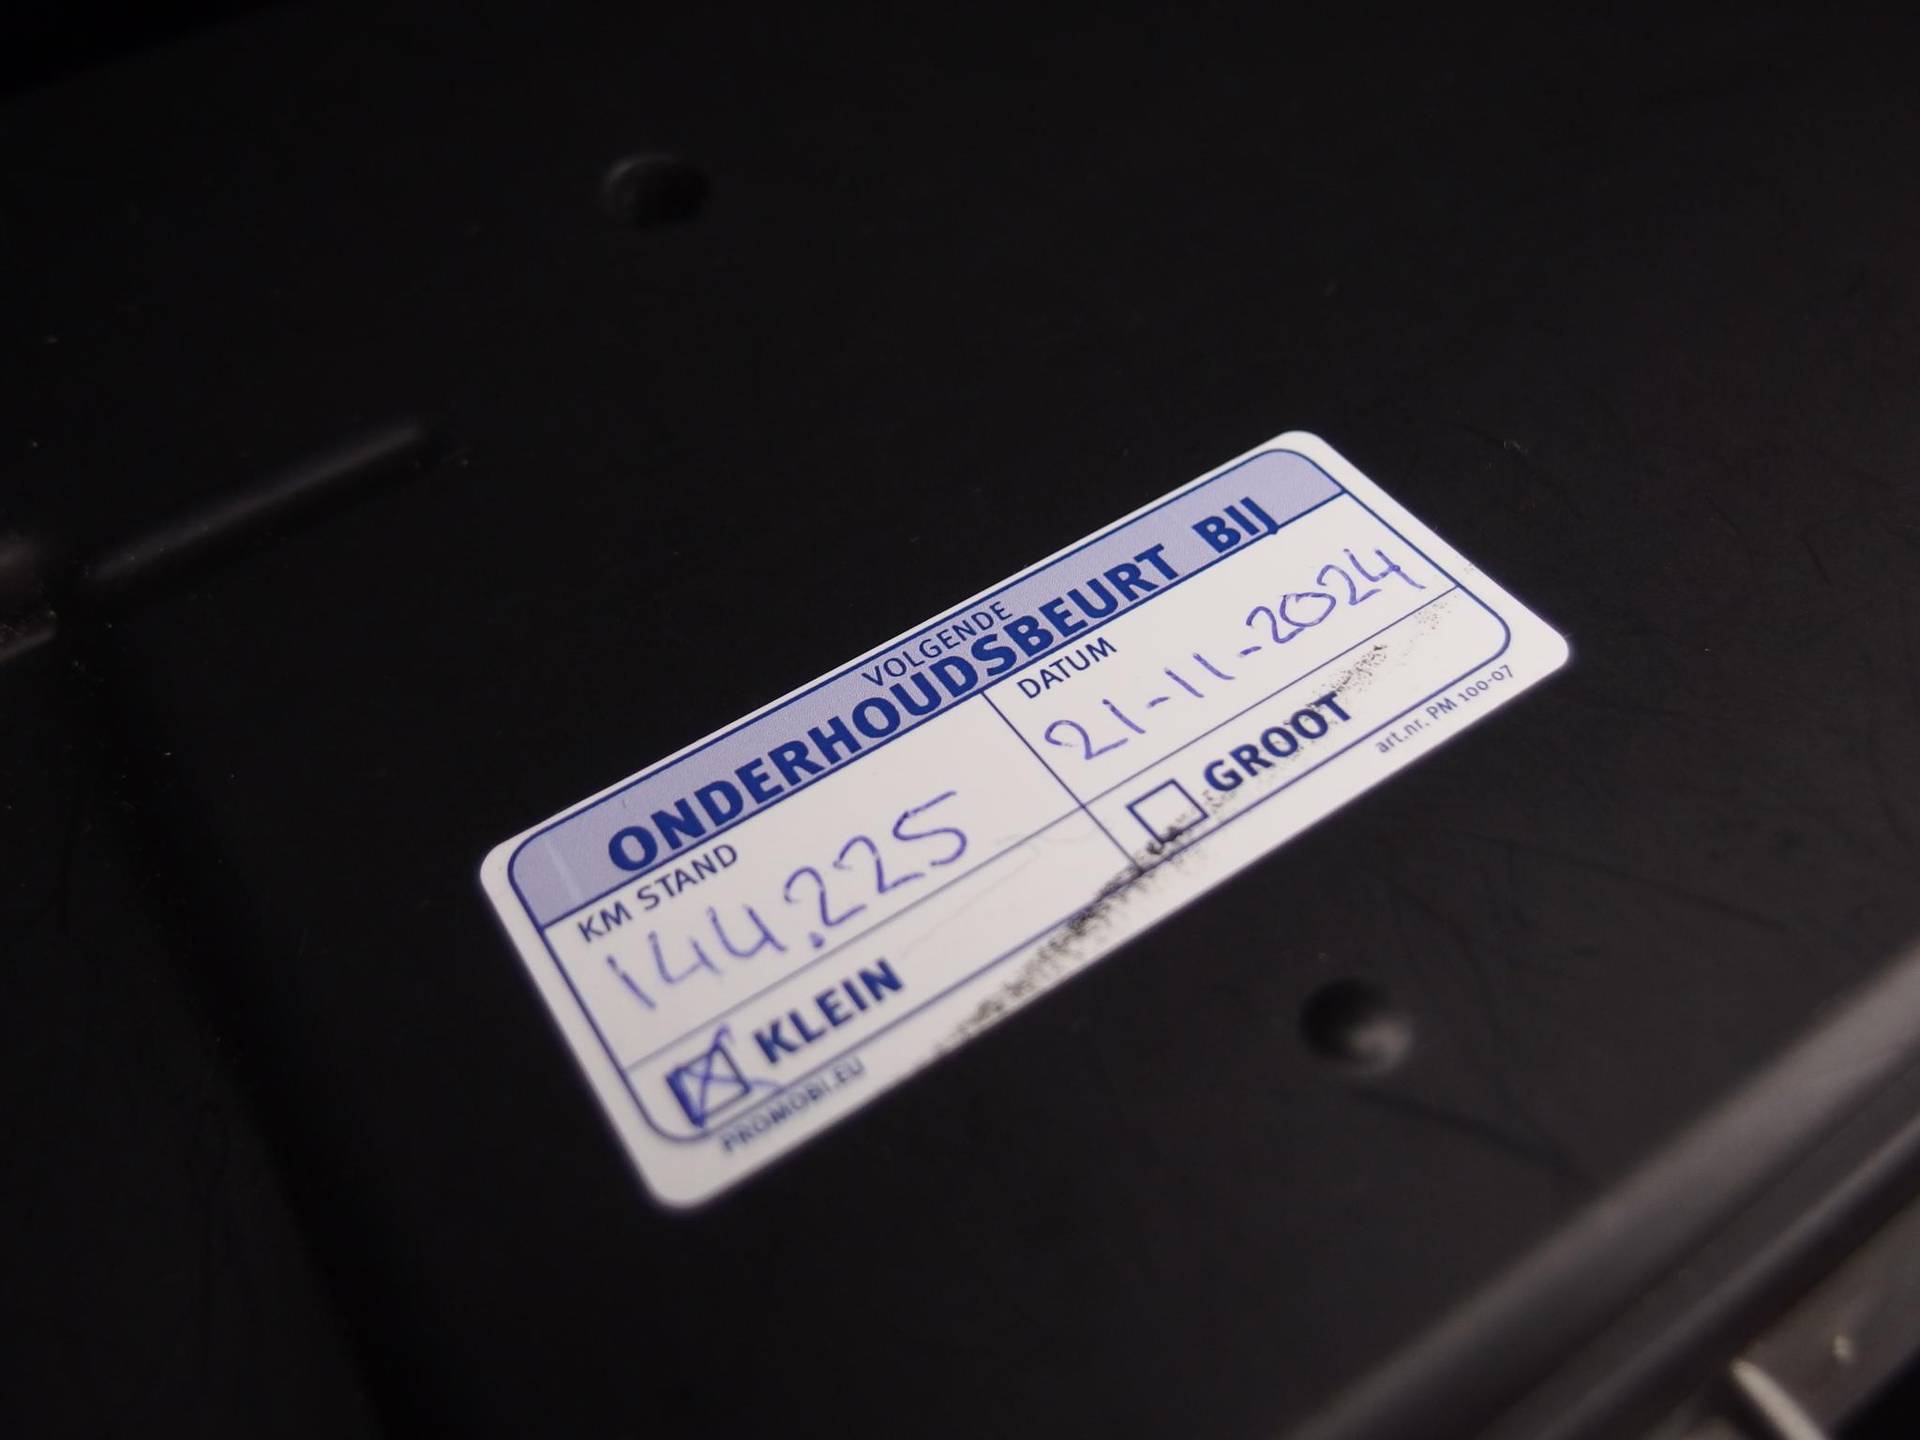 VOLGENDE
ONDERHOUDSBEURT BIJ
KM STAND
144.225
DATUM
21-11-2024
KLEIN
GROOT
PROMOBI.EU
art.nr. PM 100-07